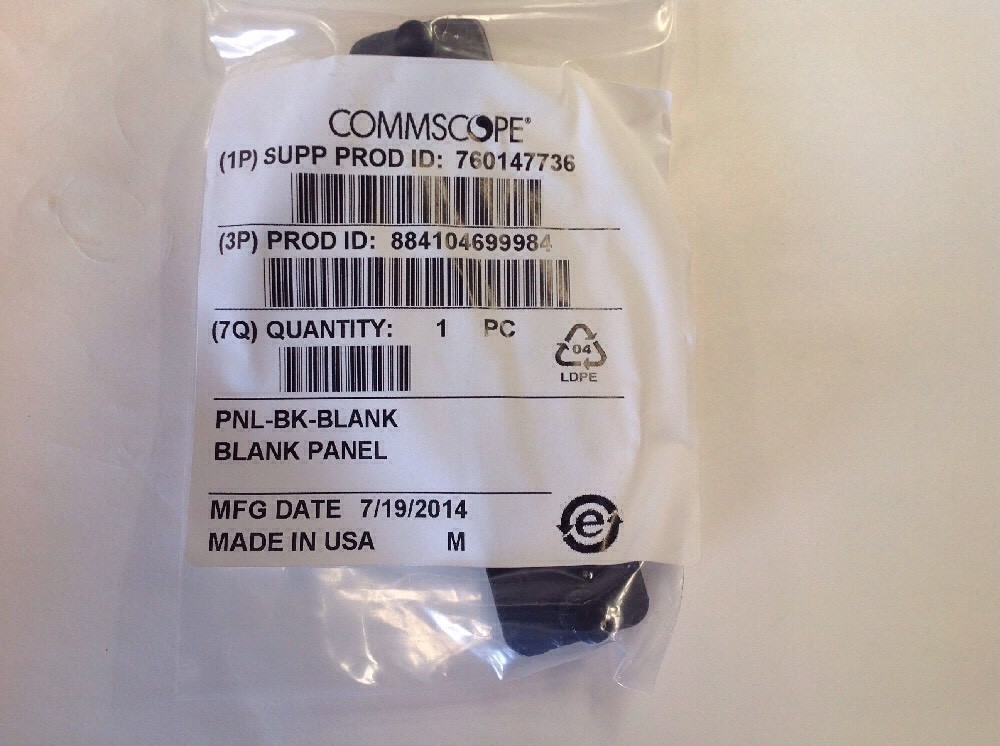 COMMSCOPE®
(1P) SUPP PROD ID: 760147736
(3P) PROD ID: 884104699984
(7Q) QUANTITY: 1 PC
04
LDPE
PNL-BK-BLANK
BLANK PANEL
MFG DATE 7/19/2014
e
MADE IN USA M